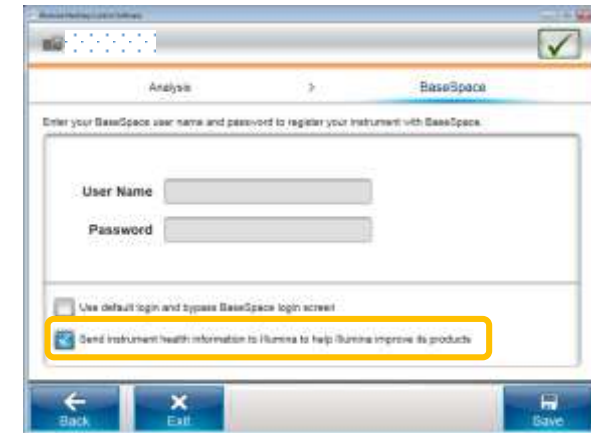 Analysis > BaseSpace
Enter your BaseSpace user name and password to register your instrument with BaseSpace.
User Name
Password
Use default login and bypass BaseSpace login screen
Send instrument health information to Illumina to help Illumina improve its products
Back Exit Save